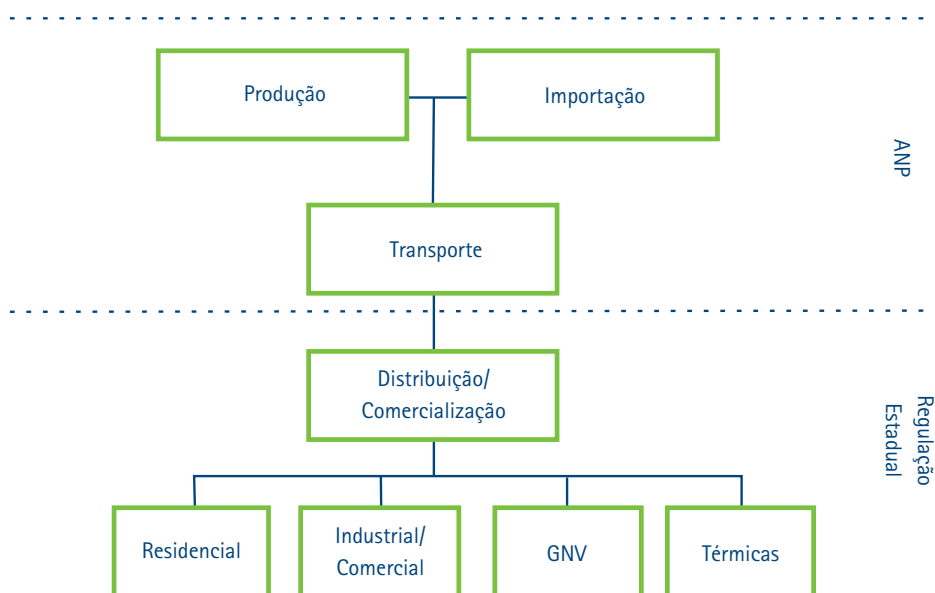 Produção
Importação
ANP
Transporte
Distribuição/
Comercialização
Regulação
Estadual
Residencial
Industrial/
Comercial
GNV
Térmicas